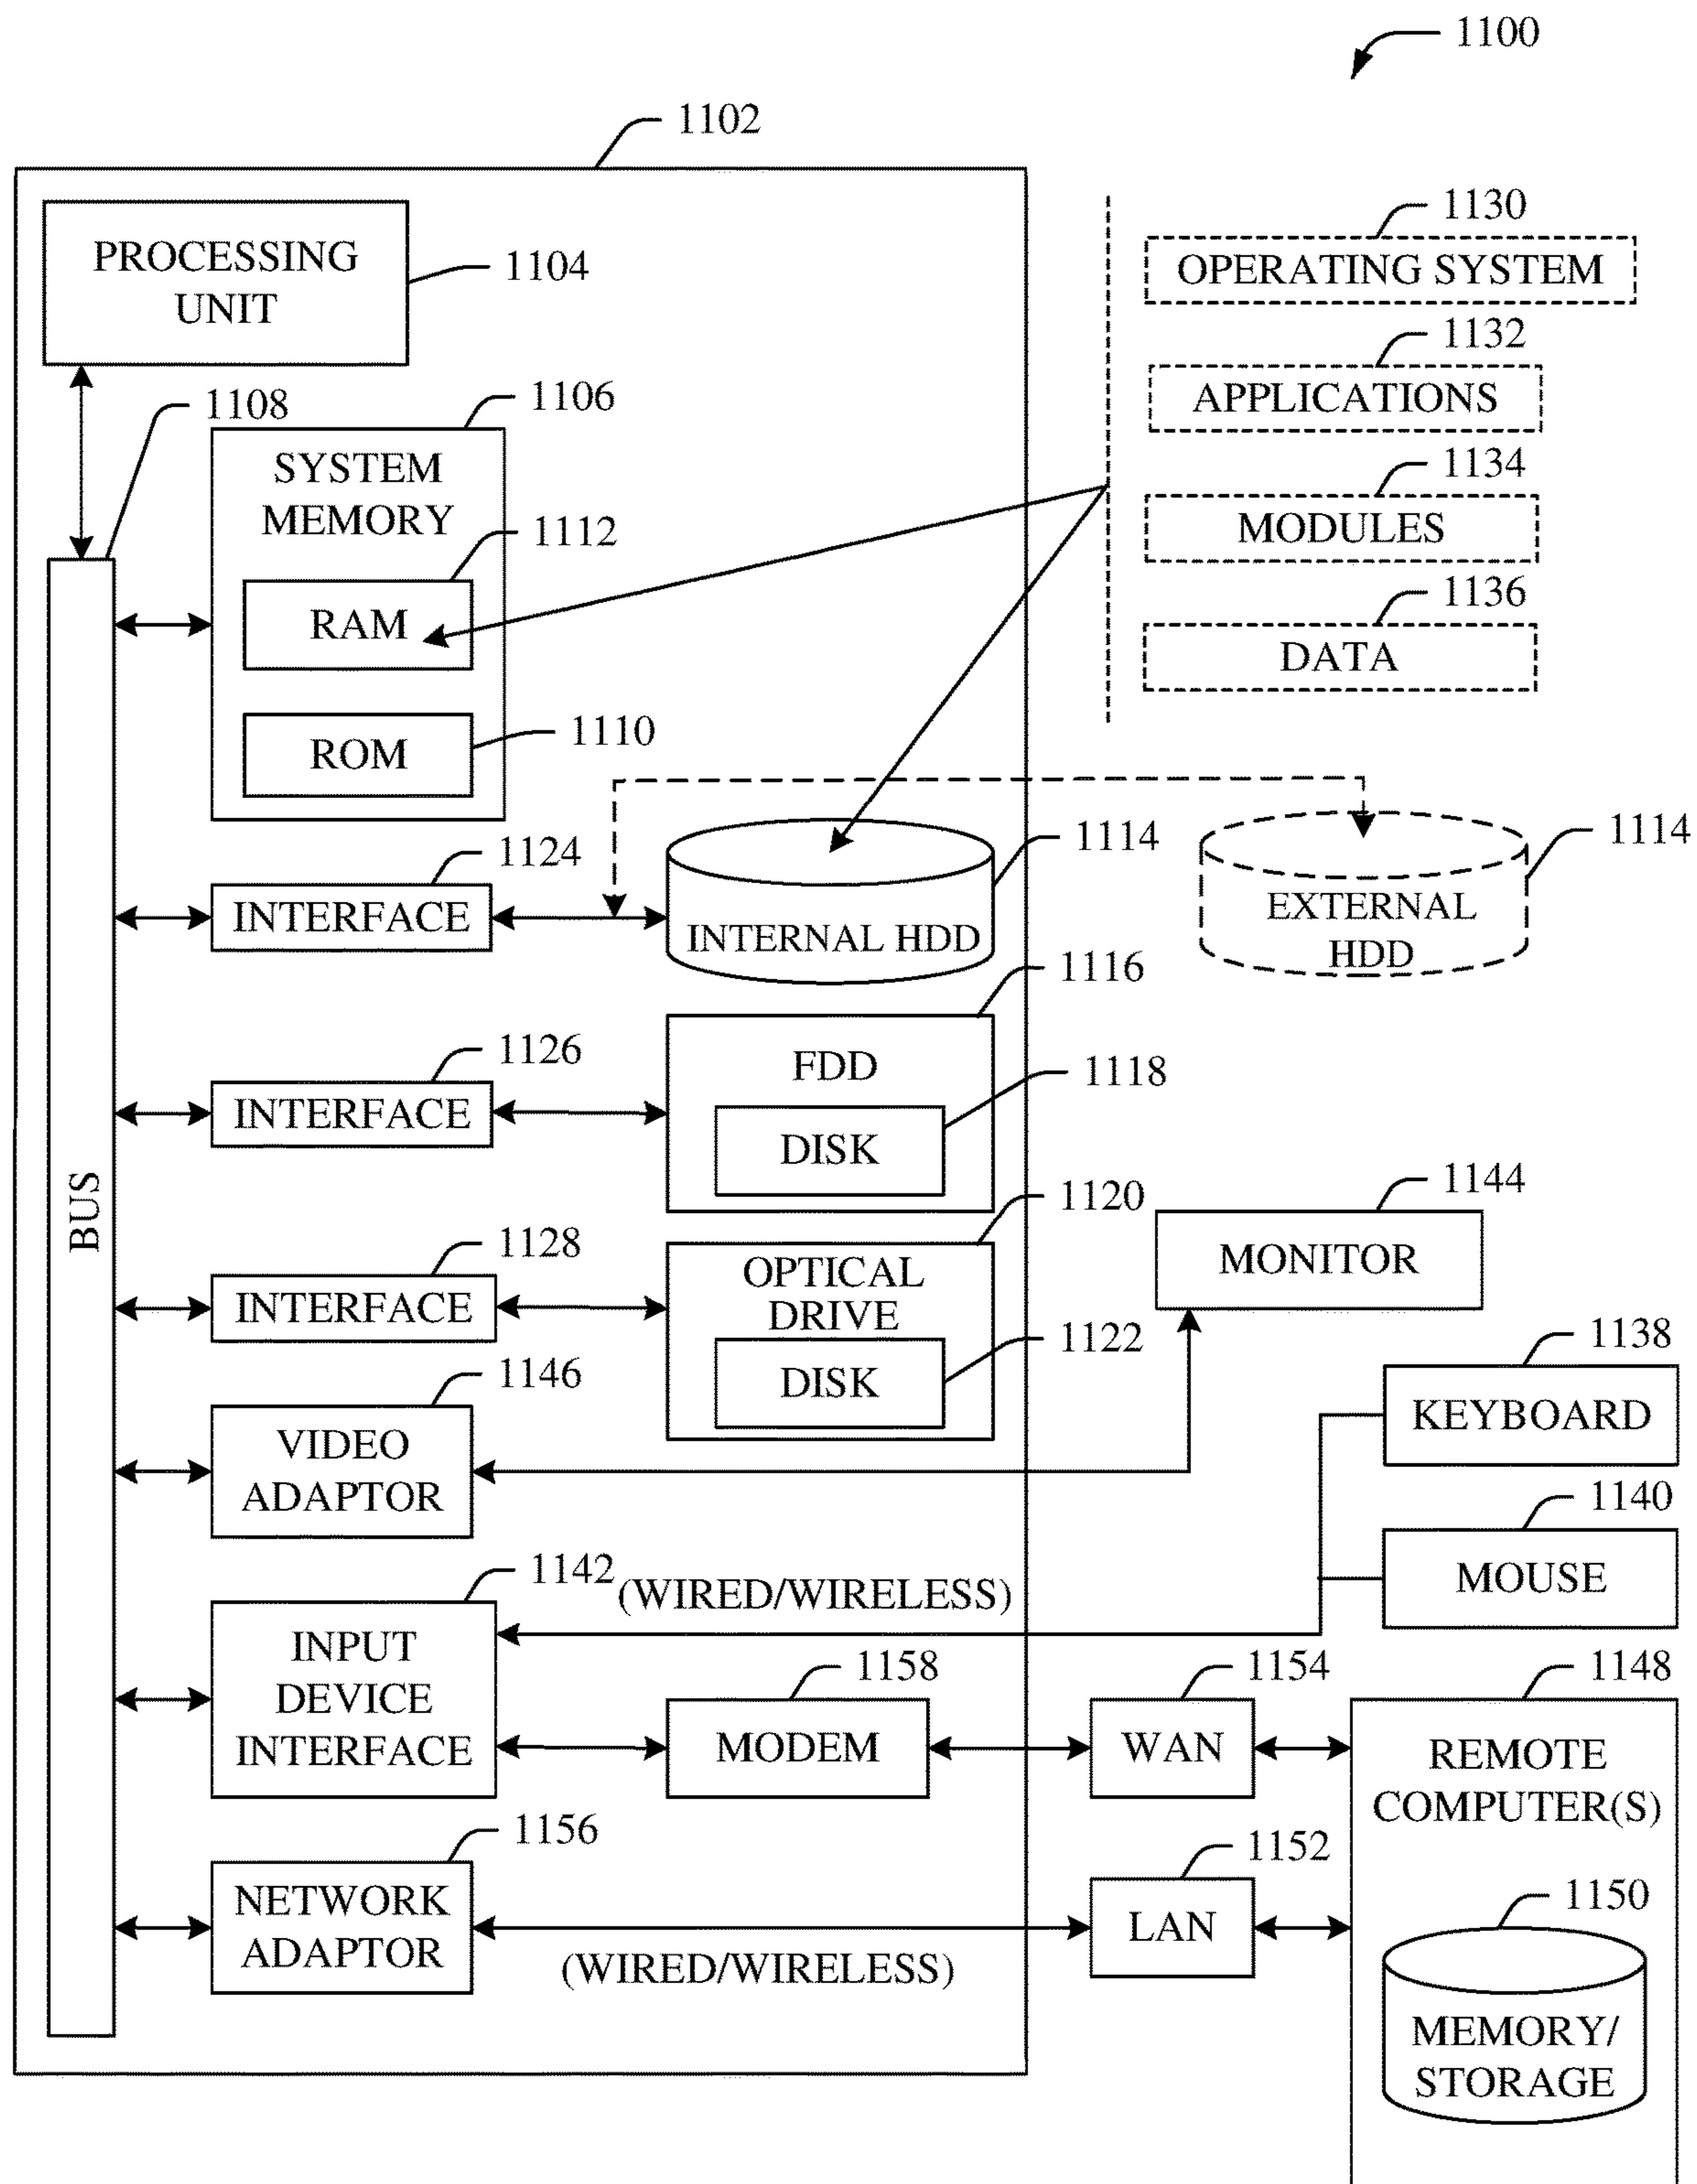 1100
1102
PROCESSING
UNIT
1104
1130
OPERATING SYSTEM
1132
APPLICATIONS
1134
MODULES
1136
DATA
1108
1106
SYSTEM
MEMORY
1112
RAM
1110
ROM
BUS
1124
INTERFACE
1114
INTERNAL HDD
1114
EXTERNAL
HDD
1126
INTERFACE
1116
FDD
1118
DISK
1128
INTERFACE
1120
OPTICAL
DRIVE
1122
DISK
1144
MONITOR
1146
VIDEO
ADAPTOR
1138
KEYBOARD
1140
MOUSE
1142
(WIRED/WIRELESS)
INPUT
DEVICE
INTERFACE
1158
MODEM
1154
WAN
1148
REMOTE
COMPUTER(S)
1156
NETWORK
ADAPTOR
(WIRED/WIRELESS)
1152
LAN
1150
MEMORY/
STORAGE